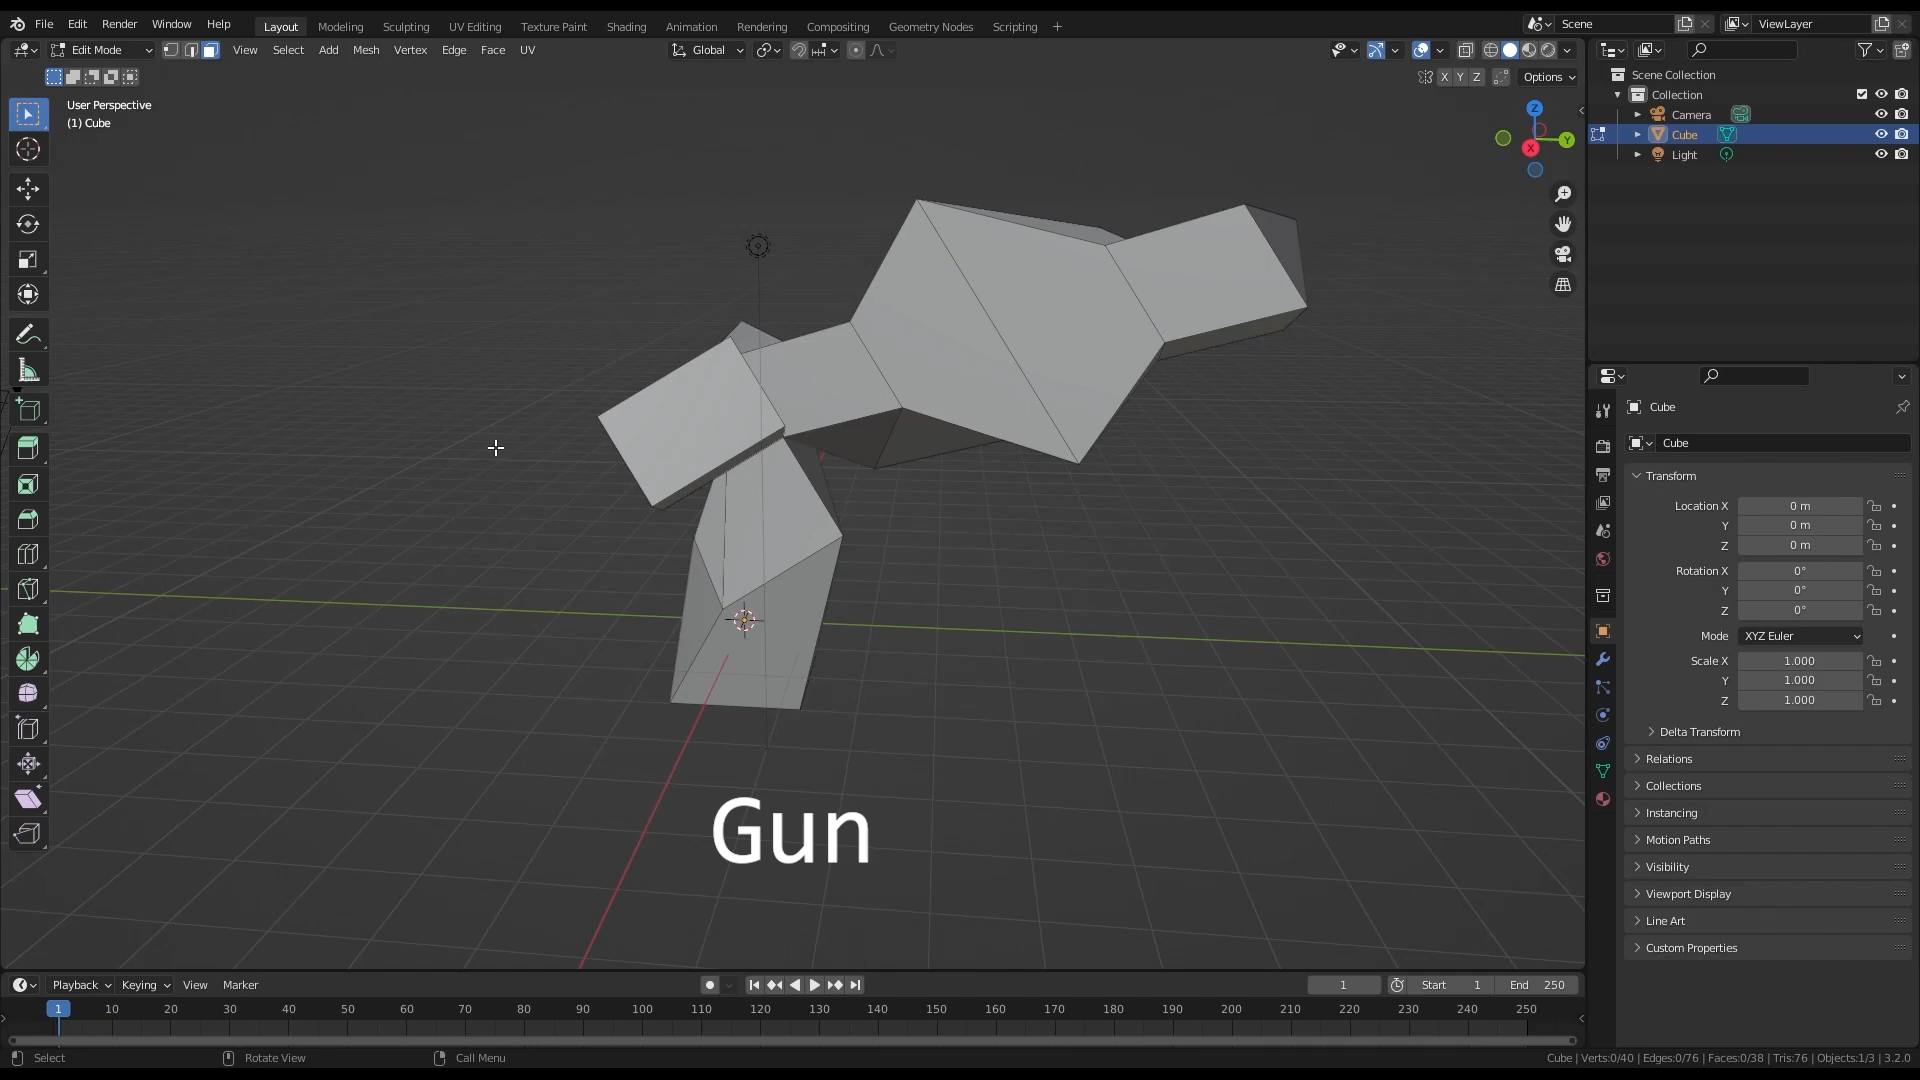 File Edit Render Window Help Layout Modeling Sculpting UV Editing Texture Paint Shading Animation Rendering Compositing Geometry Nodes Scripting + Scene ViewLayer
Edit Mode View Select Add Mesh Vertex Edge Face UV Global
X Y Z Options
User Perspective
(1) Cube
Z
Y
X
Gun
Scene Collection
Collection
Camera
Cube
Light
Cube
Cube
Transform
Location X 0 m
Y 0 m
Z 0 m
Rotation X 0°
Y 0°
Z 0°
Mode XYZ Euler
Scale X 1.000
Y 1.000
Z 1.000
Delta Transform
Relations
Collections
Instancing
Motion Paths
Visibility
Viewport Display
Line Art
Custom Properties
Playback Keying View Marker 1 Start 1 End 250
1 10 20 30 40 50 60 70 80 90 100 110 120 130 140 150 160 170 180 190 200 210 220 230 240 250
Select Rotate View Call Menu Cube | Verts:0/40 | Edges:0/76 | Faces:0/38 | Tris:76 | Objects:1/3 | 3.2.0